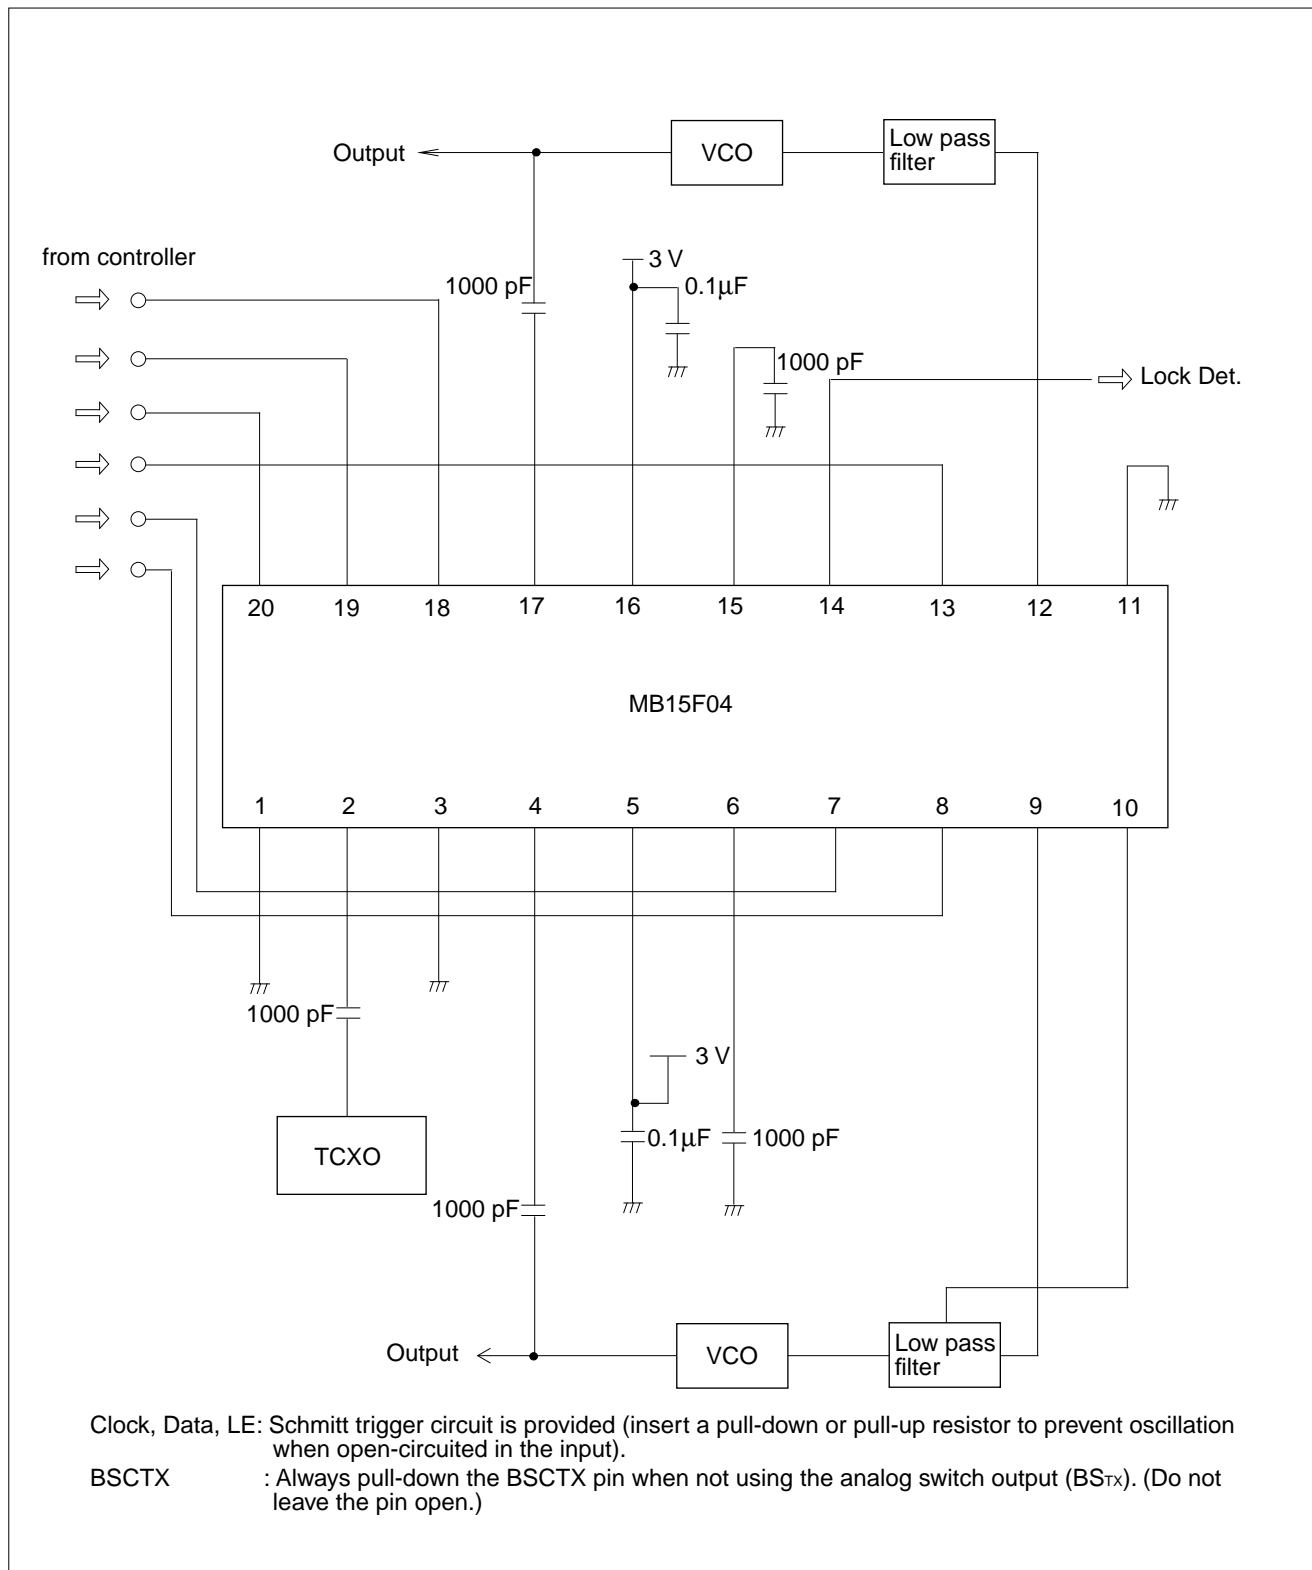 Output
VCO
Low pass
filter
from controller
3 V
1000 pF
0.1μF
1000 pF
Lock Det.
20 19 18 17 16 15 14 13 12 11
MB15F04
1 2 3 4 5 6 7 8 9 10
1000 pF
3 V
0.1μF
1000 pF
TCXO
1000 pF
Output
VCO
Low pass
filter
Clock, Data, LE: Schmitt trigger circuit is provided (insert a pull-down or pull-up resistor to prevent oscillation
when open-circuited in the input).
BSCTX : Always pull-down the BSCTX pin when not using the analog switch output (BSTX). (Do not
leave the pin open.)